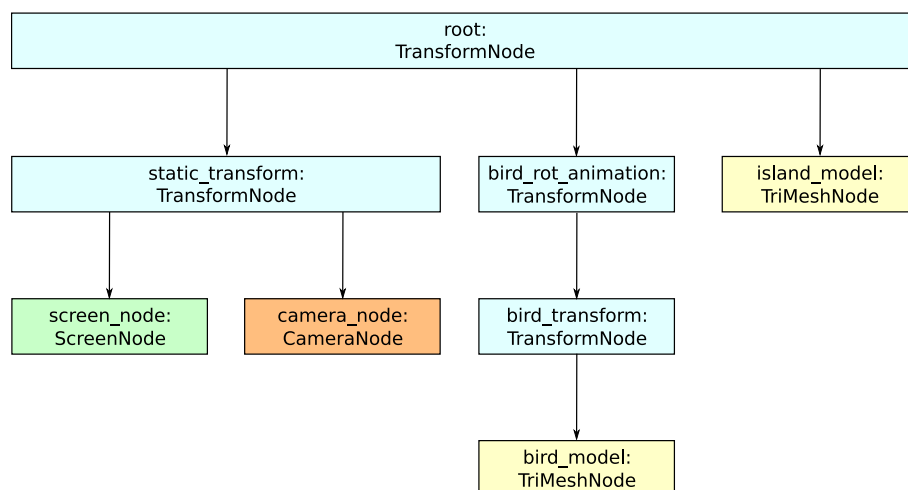 root:
TransformNode
static_transform:
TransformNode
bird_rot_animation:
TransformNode
island_model:
TriMeshNode
screen_node:
ScreenNode
camera_node:
CameraNode
bird_transform:
TransformNode
bird_model:
TriMeshNode